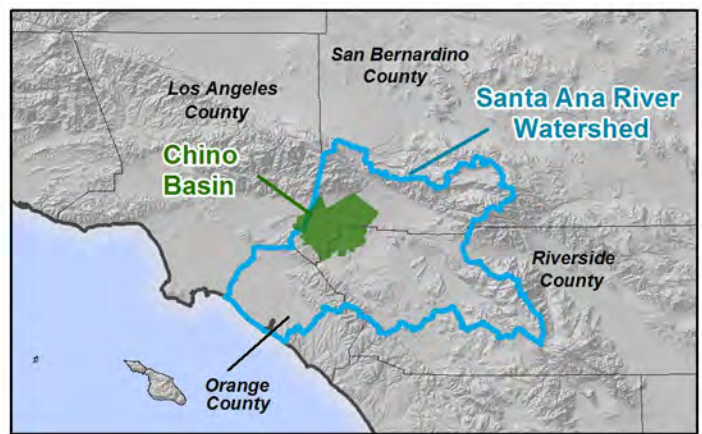 San Bernardino
County
Los Angeles
County
Santa Ana River
Watershed
Chino
Basin
Riverside
County
Orange
County